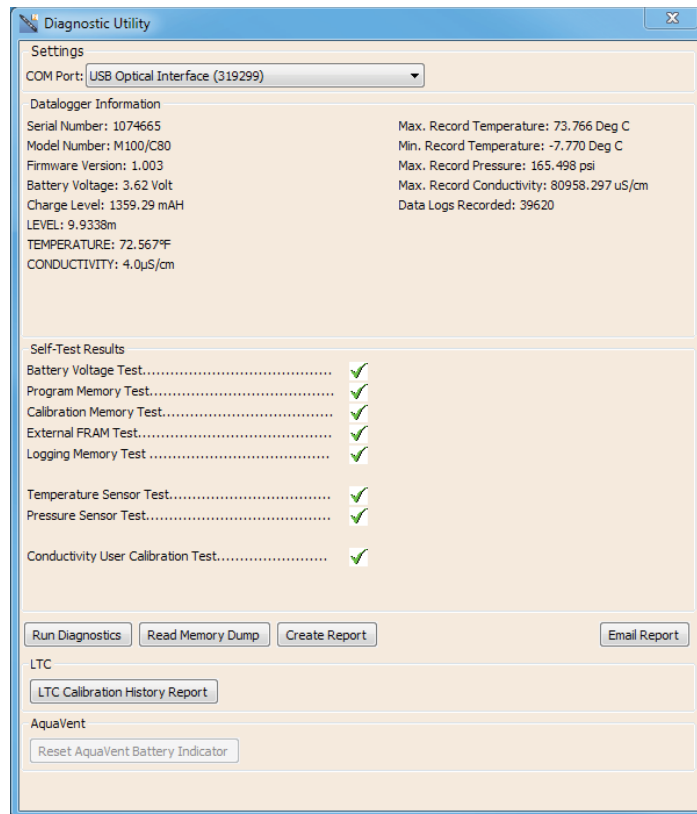 Diagnostic Utility
Settings
COM Port: USB Optical Interface (319299)
Datalogger Information
Serial Number: 1074665
Model Number: M100/C80
Firmware Version: 1.003
Battery Voltage: 3.62 Volt
Charge Level: 1359.29 mAH
LEVEL: 9.9338m
TEMPERATURE: 72.567°F
CONDUCTIVITY: 4.0µS/cm
Max. Record Temperature: 73.766 Deg C
Min. Record Temperature: -7.770 Deg C
Max. Record Pressure: 165.498 psi
Max. Record Conductivity: 80958.297 uS/cm
Data Logs Recorded: 39620
Self-Test Results
Battery Voltage Test.........................................
Program Memory Test........................................
Calibration Memory Test.....................................
External FRAM Test..........................................
Logging Memory Test .......................................
Temperature Sensor Test...................................
Pressure Sensor Test........................................
Conductivity User Calibration Test........................
Run Diagnostics
Read Memory Dump
Create Report
Email Report
LTC
LTC Calibration History Report
AquaVent
Reset AquaVent Battery Indicator